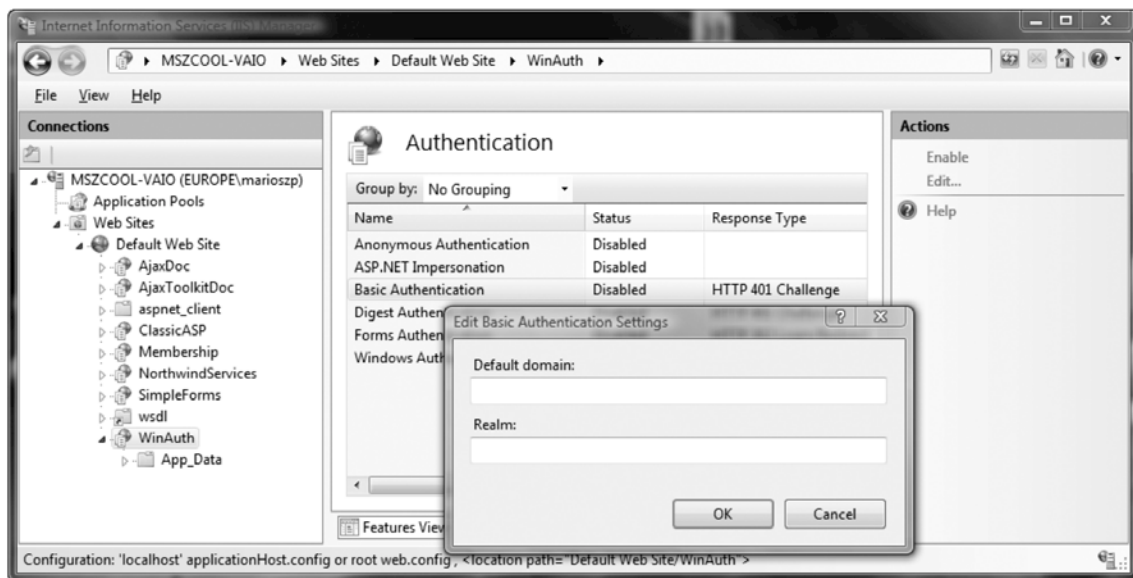 Internet Information Services (IIS) Manager
MSZCOOL-VAIO Web Sites Default Web Site WinAuth
File View Help
Connections
MSZCOOL-VAIO (EUROPE\marioszp)
Application Pools
Web Sites
Default Web Site
AjaxDoc
AjaxToolkitDoc
aspnet_client
ClassicASP
Membership
NorthwindServices
SimpleForms
wsdl
WinAuth
App_Data
Authentication
Group by: No Grouping
Name Status Response Type
Anonymous Authentication Disabled
ASP.NET Impersonation Disabled
Basic Authentication Disabled HTTP 401 Challenge
Digest Authen
Forms Authen
Windows Auth
Features View
Edit Basic Authentication Settings
Default domain:
Realm:
OK Cancel
Actions
Enable
Edit...
Help
Configuration: 'localhost' applicationHost.config or root web.config , <location path="Default Web Site/WinAuth">